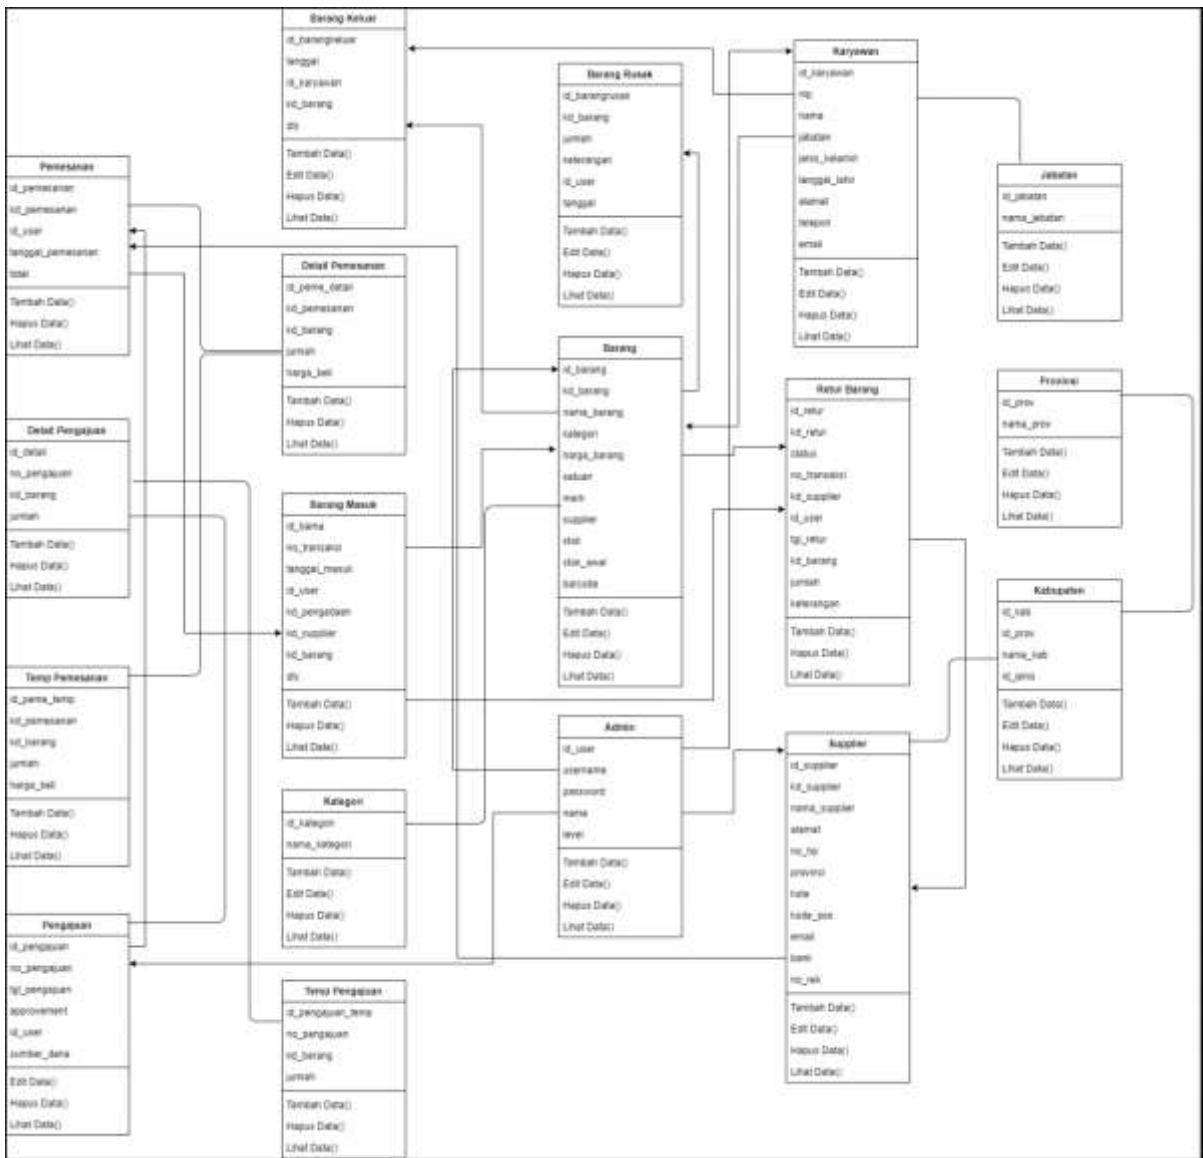 Barang Keluar
id_barangkeluar
tanggal
id_karyawan
kd_barang
qty
Tambah Data()
Edit Data()
Hapus Data()
Lihat Data()
Barang Rusak
id_barangrusak
kd_barang
jumlah
keterangan
id_user
tanggal
Tambah Data()
Edit Data()
Hapus Data()
Lihat Data()
Karyawan
id_karyawan
nip
nama
jabatan
jenis_kelamin
tanggal_lahir
alamat
telepon
email
Tambah Data()
Edit Data()
Hapus Data()
Lihat Data()
Jabatan
id_jabatan
nama_jabatan
Tambah Data()
Edit Data()
Hapus Data()
Lihat Data()
Pemesanan
id_pemesanan
kd_pemesanan
id_user
tanggal_pemesanan
total
Tambah Data()
Hapus Data()
Lihat Data()
Detail Pemesanan
id_peme_detail
kd_pemesanan
kd_barang
jumlah
harga_beli
Tambah Data()
Hapus Data()
Lihat Data()
Barang
id_barang
kd_barang
nama_barang
kategori
harga_barang
satuan
merk
supplier
stok
stok_awal
barcode
Tambah Data()
Edit Data()
Hapus Data()
Lihat Data()
Retur Barang
id_retur
kd_retur
status
no_transaksi
kd_supplier
id_user
tgl_retur
kd_barang
jumlah
keterangan
Tambah Data()
Hapus Data()
Lihat Data()
Provinsi
id_prov
nama_prov
Tambah Data()
Edit Data()
Hapus Data()
Lihat Data()
Detail Pengajuan
id_detail
no_pengajuan
kd_barang
jumlah
Tambah Data()
Hapus Data()
Lihat Data()
Barang Masuk
no_transaksi
tanggal_masuk
id_user
kd_pengadaan
kd_supplier
kd_barang
qty
Tambah Data()
Hapus Data()
Lihat Data()
Kabupaten
id_kab
id_prov
nama_kab
id_jenis
Tambah Data()
Edit Data()
Hapus Data()
Lihat Data()
Temp Pemesanan
id_peme_temp
kd_pemesanan
kd_barang
jumlah
harga_beli
Tambah Data()
Hapus Data()
Lihat Data()
Kategori
id_kategori
nama_kategori
Tambah Data()
Edit Data()
Hapus Data()
Lihat Data()
Admin
id_user
username
password
nama
level
Tambah Data()
Edit Data()
Hapus Data()
Lihat Data()
Supplier
id_supplier
kd_supplier
nama_supplier
alamat
no_hp
provinsi
kota
kode_pos
email
bank
no_rek
Tambah Data()
Edit Data()
Hapus Data()
Lihat Data()
Pengajuan
id_pengajuan
no_pengajuan
tgl_pengajuan
approvement
id_user
sumber_dana
Edit Data()
Hapus Data()
Lihat Data()
Temp Pengajuan
id_pengajuan_temp
no_pengajuan
kd_barang
jumlah
Tambah Data()
Hapus Data()
Lihat Data()